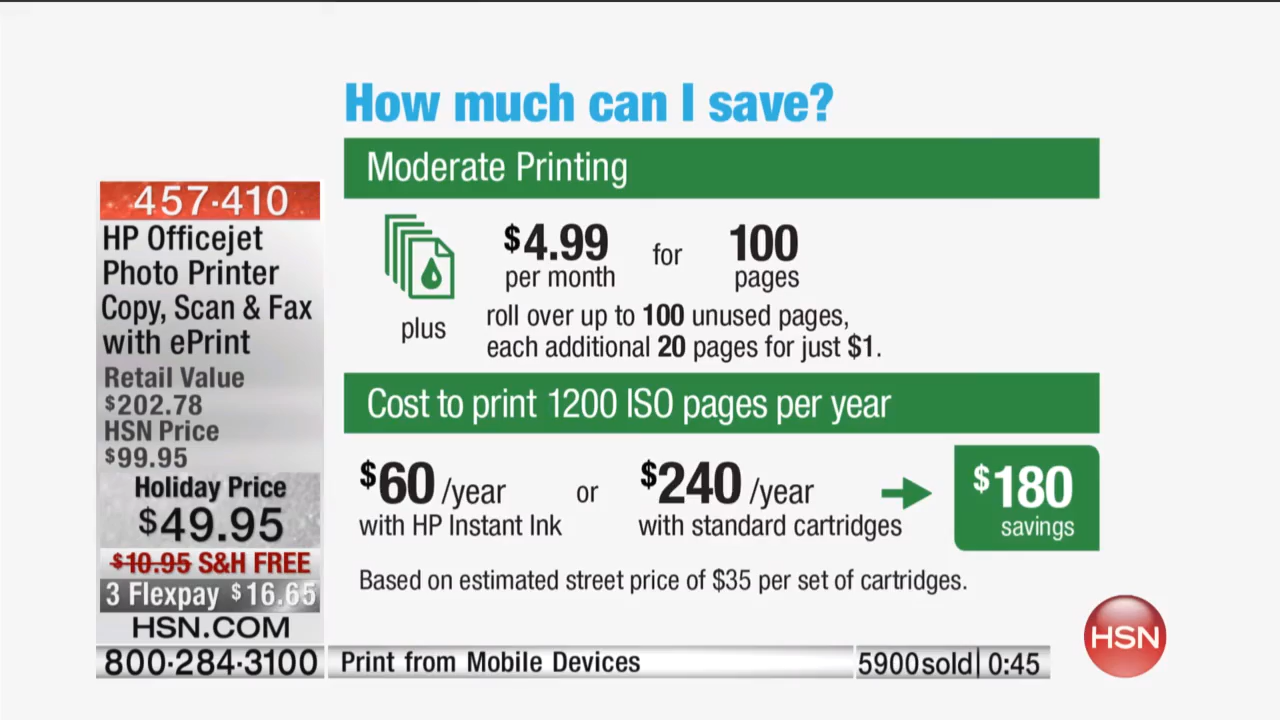 How much can I save?
Moderate Printing
$4.99 for 100
per month pages
plus roll over up to 100 unused pages,
each additional 20 pages for just $1.
Cost to print 1200 ISO pages per year
$60 /year or $240 /year $180
with HP Instant Ink with standard cartridges savings
Based on estimated street price of $35 per set of cartridges.
457·410
HP Officejet
Photo Printer
Copy, Scan & Fax
with ePrint
Retail Value
$202.78
HSN Price
$99.95
Holiday Price
$49.95
$10.95 S&H FREE
3 Flexpay $16.65
HSN.COM
800·284·3100
Print from Mobile Devices
5900sold| 0:45
HSN